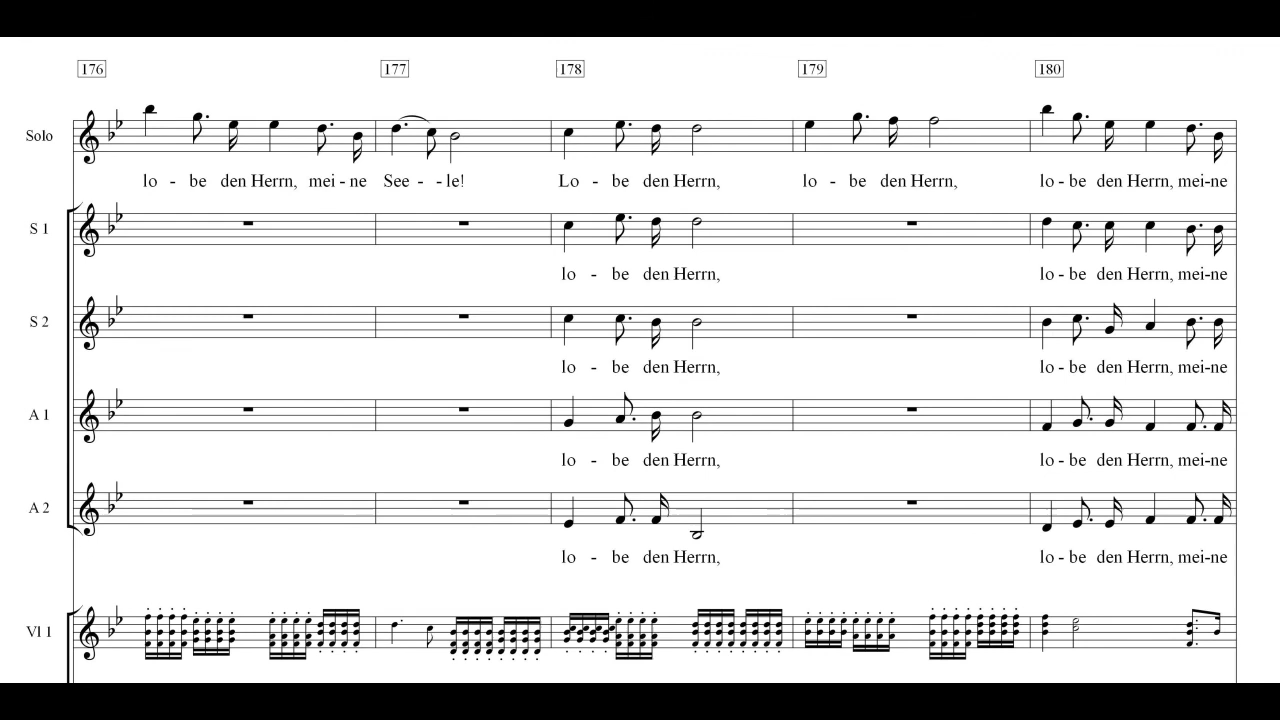 176 177 178 179 180
Solo
lo - be den Herrn, mei - ne See - - le! Lo - be den Herrn, lo - be den Herrn, lo - be den Herrn, mei - ne
S 1
lo - be den Herrn, lo - be den Herrn, mei - ne
S 2
lo - be den Herrn, lo - be den Herrn, mei - ne
A 1
lo - be den Herrn, lo - be den Herrn, mei - ne
A 2
lo - be den Herrn, lo - be den Herrn, mei - ne
Vl 1